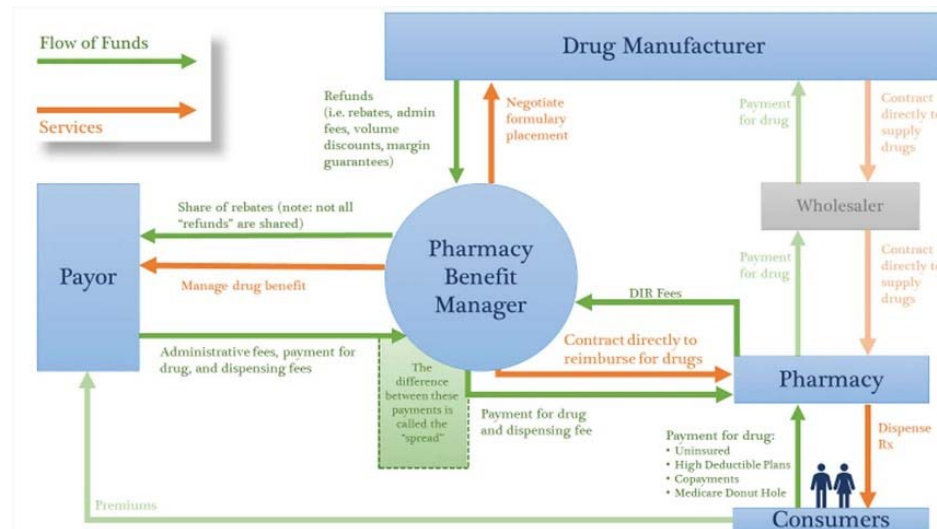 Flow of Funds
Services
Drug Manufacturer
Refunds
(i.e. rebates, admin
fees, volume
discounts, margin
guarantees)
Negotiate
formulary
placement
Payment
for drug
Contract
directly to
supply
drugs
Wholesaler
Share of rebates (note: not all
“refunds” are shared)
Payor
Manage drug benefit
Pharmacy
Benefit
Manager
Payment
for drug
Contract
directly to
supply
drugs
DIR Fees
Administrative fees, payment for
drug, and dispensing fees
The
difference
between these
payments is
called the
“spread”
Contract directly to
reimburse for drugs
Payment for drug
and dispensing fee
Pharmacy
Payment for drug:
• Uninsured
• High Deductible Plans
• Copayments
• Medicare Donut Hole
Dispense
Rx
Premiums
Consumers